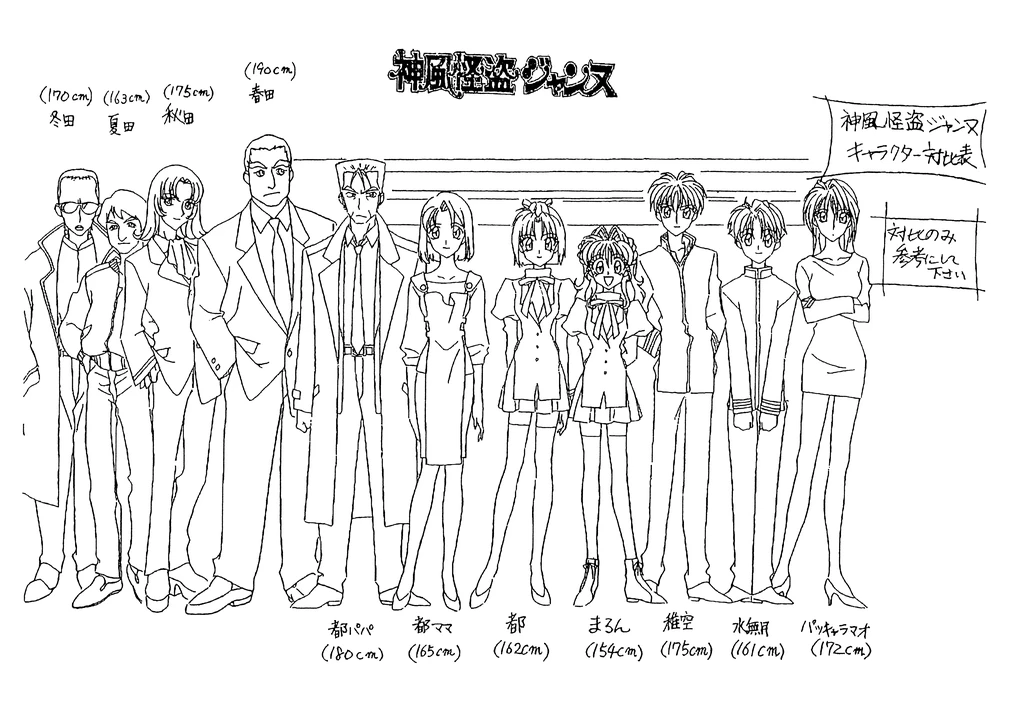 神風怪盗ジャンヌ
(190cm)
春田
(170cm) (163cm) (175cm)
冬田 夏田 秋田
神風怪盗ジャンヌ
キャラクター対比表
対比のみ
参考にして
下さい
都パパ 都ママ 都 まろん 稚空 水無月 パッキャラマオ
(180cm) (165cm) (162cm) (154cm) (175cm) (161cm) (172cm)